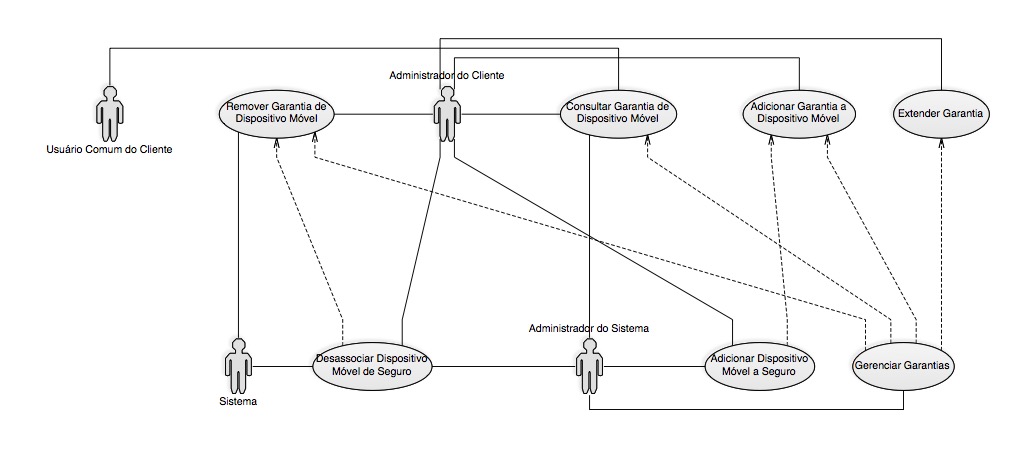 Administrador do Cliente
Usuário Comum do Cliente
Remover Garantia de
Dispositivo Móvel
Consultar Garantia de
Dispositivo Móvel
Adicionar Garantia a
Dispositivo Móvel
Extender Garantia
Administrador do Sistema
Sistema
Desassociar Dispositivo
Móvel de Seguro
Adicionar Dispositivo
Móvel a Seguro
Gerenciar Garantias